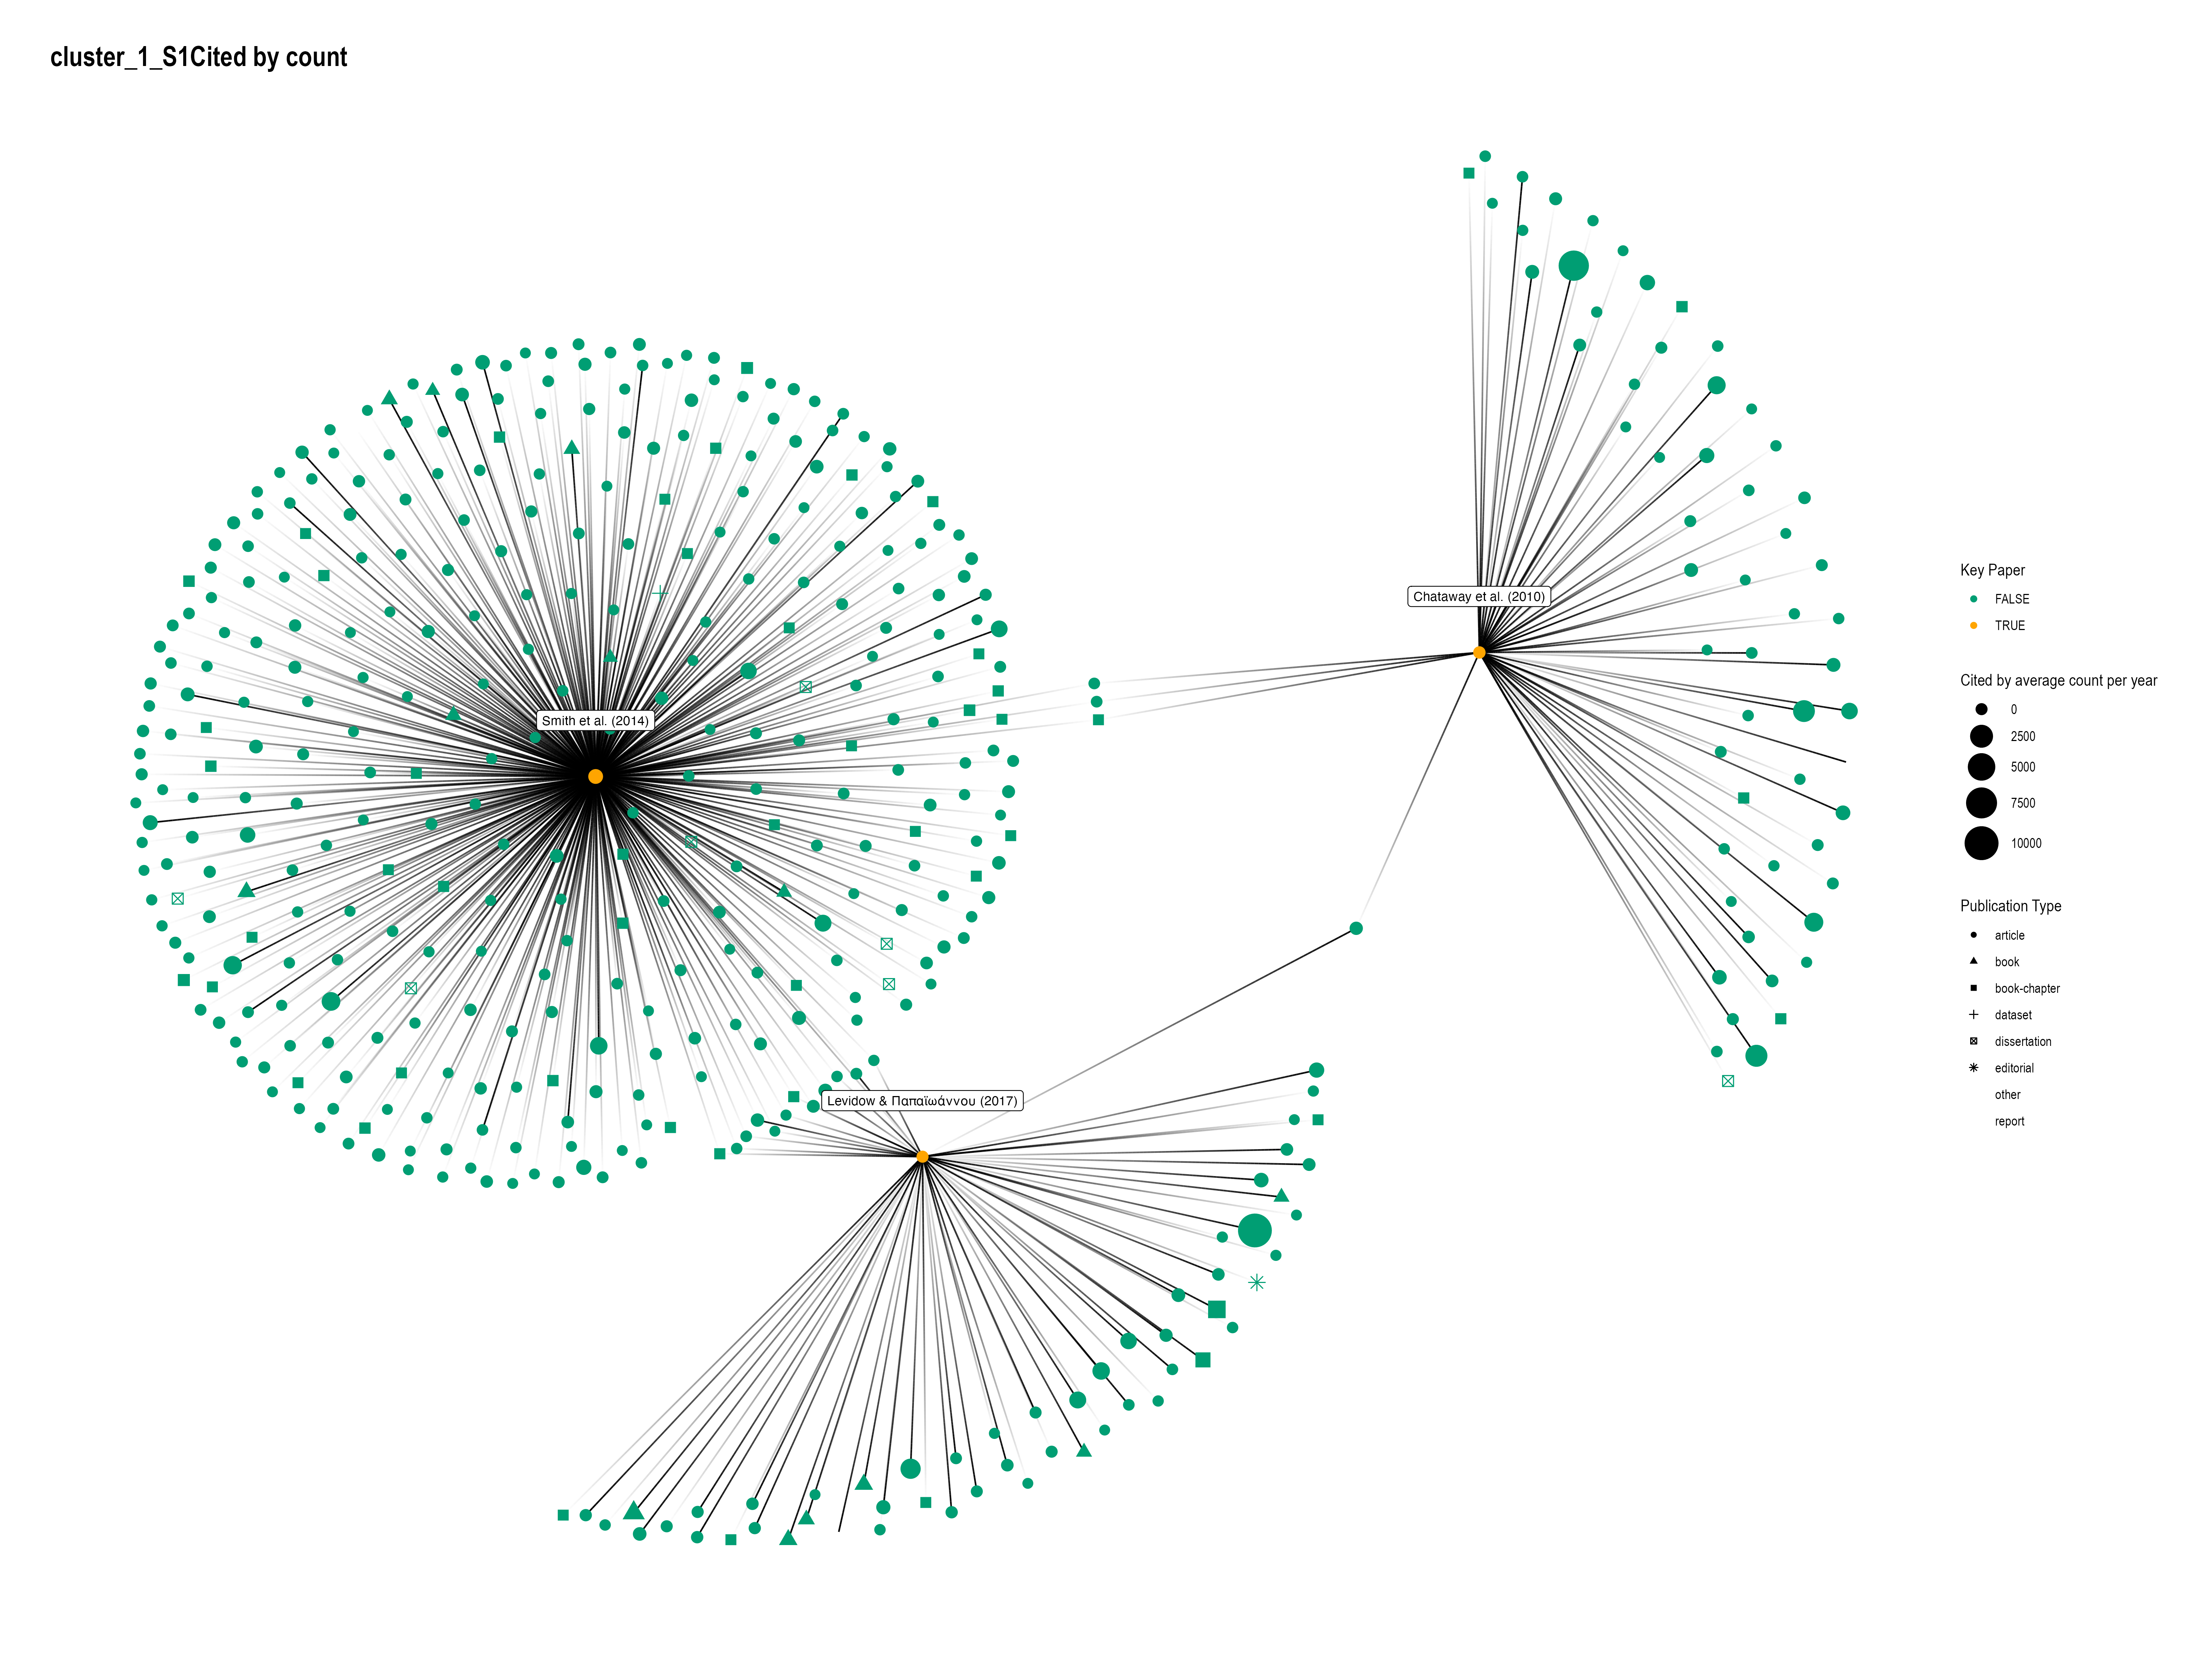 cluster_1_S1Cited by count
Chataway et al. (2010)
Smith et al. (2014)
Levidow & Παπαϊωάννου (2017)
Key Paper
FALSE
TRUE
Cited by average count per year
0
2500
5000
7500
10000
Publication Type
article
book
book-chapter
dataset
dissertation
editorial
other
report